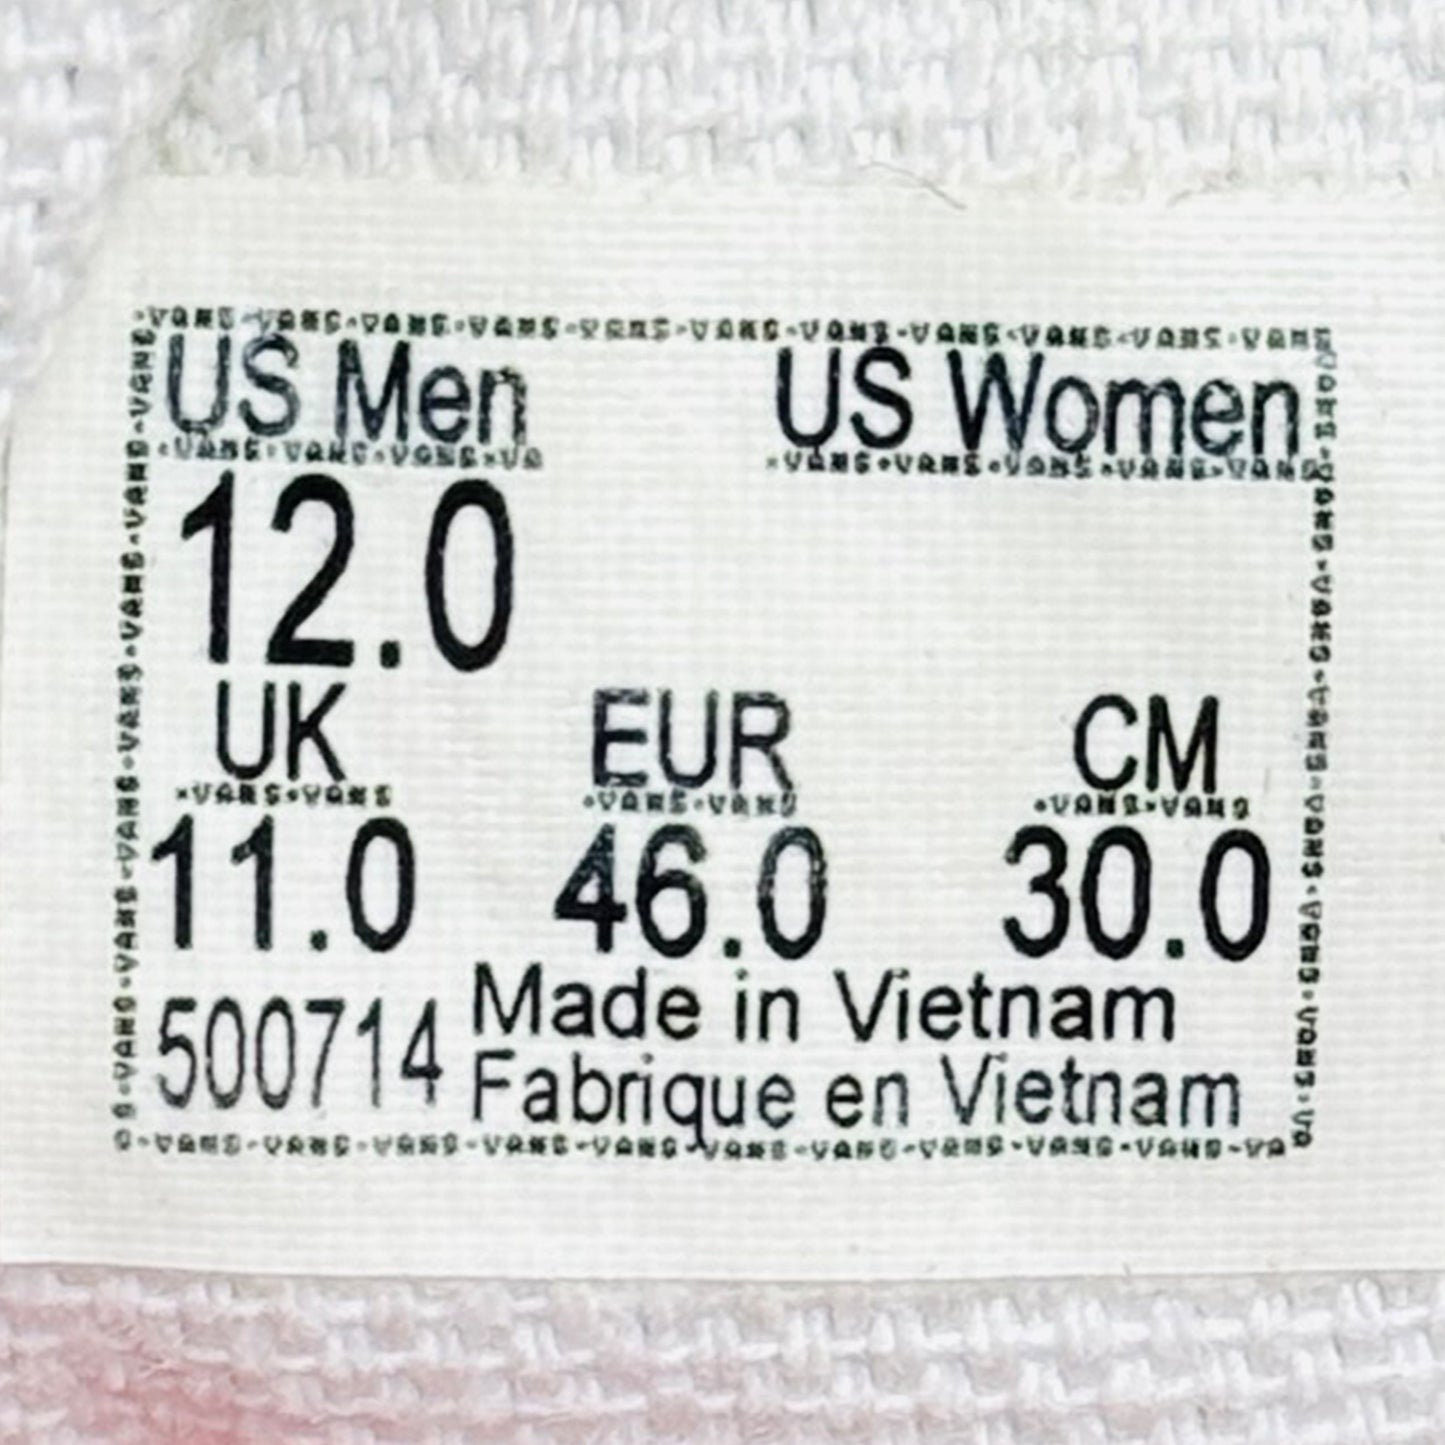 US Men US Women
12.0
UK EUR CM
11.0 46.0 30.0
500714 Made in Vietnam
Fabrique en Vietnam